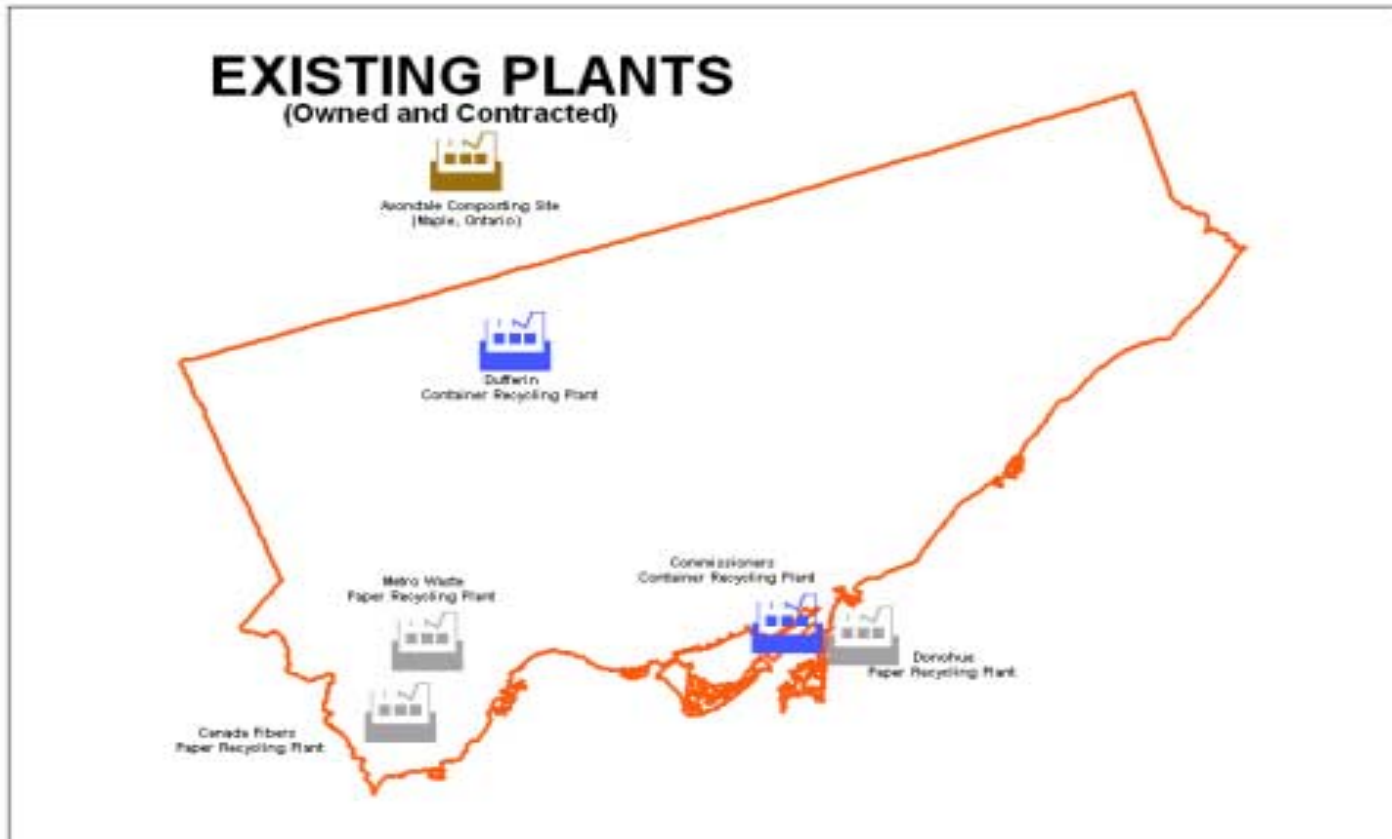 EXISTING PLANTS
(Owned and Contracted)
Avondale Composting Site
(Maple, Ontario)
Dufferin
Container Recycling Plant
Commissioners
Container Recycling Plant
Metro Waste
Paper Recycling Plant
Donohue
Paper Recycling Plant
Canada Fibers
Paper Recycling Plant